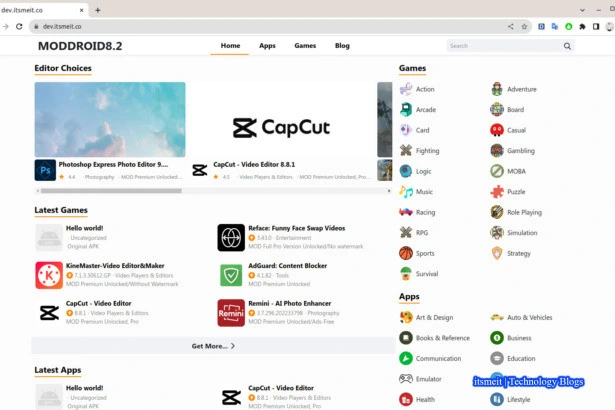 dev.itsmeit.co
dev.itsmeit.co
MODDROID8.2
Home
Apps
Games
Blog
Search
Editor Choices
CapCut
Ps
Photoshop Express Photo Editor 9....
4.4 · Photography · MOD Premium Unlocked...
CapCut - Video Editor 8.8.1
4.5 · Video Players & Editors · MOD Premium Unlocked, Pro...
Latest Games
Hello world!
· Uncategorized
Original APK
Reface: Funny Face Swap Videos
3.43.0 · Entertainment
MOD Full Pro Version Unlocked/No watermark
KineMaster-Video Editor&Maker
7.1.3.30612.GP · Video Players & Editors
MOD Premium Unlocked/Without Watermark
AdGuard: Content Blocker
4.1.82 · Tools
MOD Premium Unlocked
CapCut - Video Editor
8.8.1 · Video Players & Editors
MOD Premium Unlocked, Pro
Remini
Remini - AI Photo Enhancer
3.7.296.202233798 · Photography
MOD Premium Unlocked/Ads-Free
Get More...
Latest Apps
Hello world!
· Uncategorized
Original APK
CapCut - Video Editor
8.8.1 · Video Players & Editors
MOD Premium Unlocked, Pro
Games
Action
Adventure
Arcade
Board
Card
Casual
Fighting
Gambling
Logic
MOBA
Music
Puzzle
Racing
Role Playing
RPG
Simulation
Sports
Strategy
Survival
Apps
Art & Design
Auto & Vehicles
Books & Reference
Business
Communication
Education
Emulator
Health
Lifestyle
itsmeit | Technology Blogs